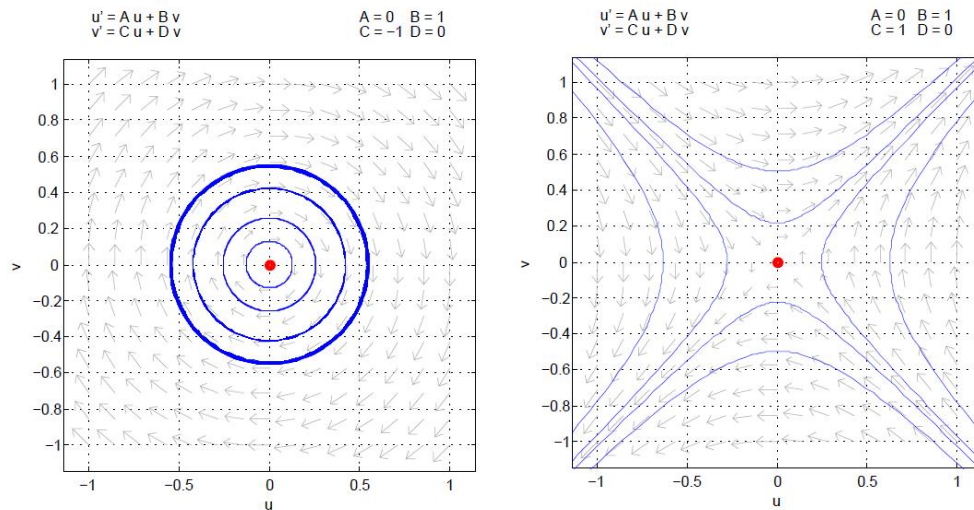 u' = A u + B v
v' = C u + D v
A = 0 B = 1
C = −1 D = 0
1
0.8
0.6
0.4
0.2
0
−0.2
−0.4
−0.6
−0.8
−1
v
−1
−0.5
0
0.5
1
u
u' = A u + B v
v' = C u + D v
A = 0 B = 1
C = 1 D = 0
1
0.8
0.6
0.4
0.2
0
−0.2
−0.4
−0.6
−0.8
−1
v
−1
−0.5
0
0.5
1
u